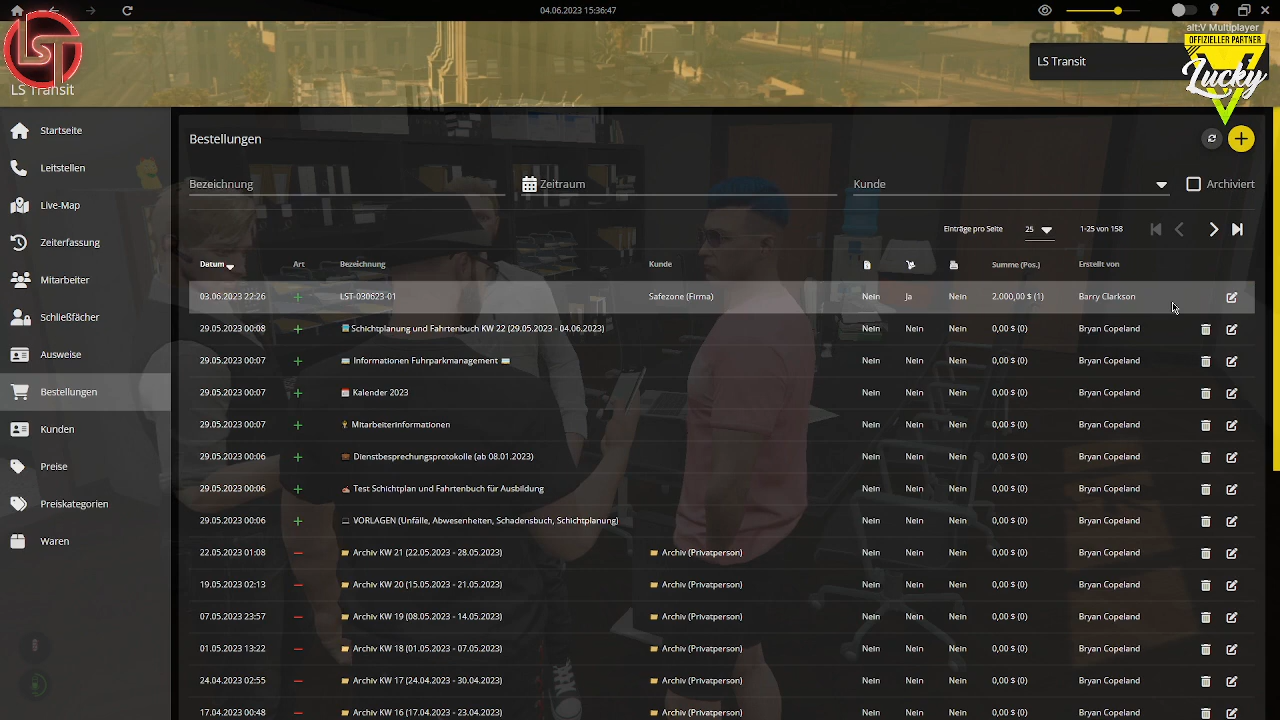 04.06.2023 15:36:47
alt:V Multiplayer
OFFIZIELLER PARTNER
Lucky V
LST
LS Transit
LS Transit
Startseite
Leitstellen
Live-Map
Zeiterfassung
Mitarbeiter
Schließfächer
Ausweise
Bestellungen
Kunden
Preise
Preiskategorien
Waren
Bestellungen
Bezeichnung Zeitraum Kunde Archiviert
Einträge pro Seite 25 1-25 von 158
Datum Art Bezeichnung Kunde Summe (Pos.) Erstellt von
03.06.2023 22:26 + LST-030623-01 Safezone (Firma) Nein Ja Nein 2.000,00 $ (1) Barry Clarkson
29.05.2023 00:08 + Schichtplanung und Fahrtenbuch KW 22 (29.05.2023 - 04.06.2023) Nein Nein Nein 0,00 $ (0) Bryan Copeland
29.05.2023 00:07 + Informationen Fuhrparkmanagement Nein Nein Nein 0,00 $ (0) Bryan Copeland
29.05.2023 00:07 + Kalender 2023 Nein Nein Nein 0,00 $ (0) Bryan Copeland
29.05.2023 00:07 + Mitarbeiterinformationen Nein Nein Nein 0,00 $ (0) Bryan Copeland
29.05.2023 00:06 + Dienstbesprechungsprotokolle (ab 08.01.2023) Nein Nein Nein 0,00 $ (0) Bryan Copeland
29.05.2023 00:06 + Test Schichtplan und Fahrtenbuch für Ausbildung Nein Nein Nein 0,00 $ (0) Bryan Copeland
29.05.2023 00:06 + VORLAGEN (Unfälle, Abwesenheiten, Schadensbuch, Schichtplanung) Nein Nein Nein 0,00 $ (0) Bryan Copeland
22.05.2023 01:08 — Archiv KW 21 (22.05.2023 - 28.05.2023) Archiv (Privatperson) Nein Nein Nein 0,00 $ (0) Bryan Copeland
19.05.2023 02:13 — Archiv KW 20 (15.05.2023 - 21.05.2023) Archiv (Privatperson) Nein Nein Nein 0,00 $ (0) Bryan Copeland
07.05.2023 23:57 — Archiv KW 19 (08.05.2023 - 14.05.2023) Archiv (Privatperson) Nein Nein Nein 0,00 $ (0) Bryan Copeland
01.05.2023 13:22 — Archiv KW 18 (01.05.2023 - 07.05.2023) Archiv (Privatperson) Nein Nein Nein 0,00 $ (0) Bryan Copeland
24.04.2023 02:55 — Archiv KW 17 (24.04.2023 - 30.04.2023) Archiv (Privatperson) Nein Nein Nein 0,00 $ (0) Bryan Copeland
17.04.2023 00:48 — Archiv KW 16 (17.04.2023 - 23.04.2023) Archiv (Privatperson) Nein Nein Nein 0,00 $ (0) Bryan Copeland